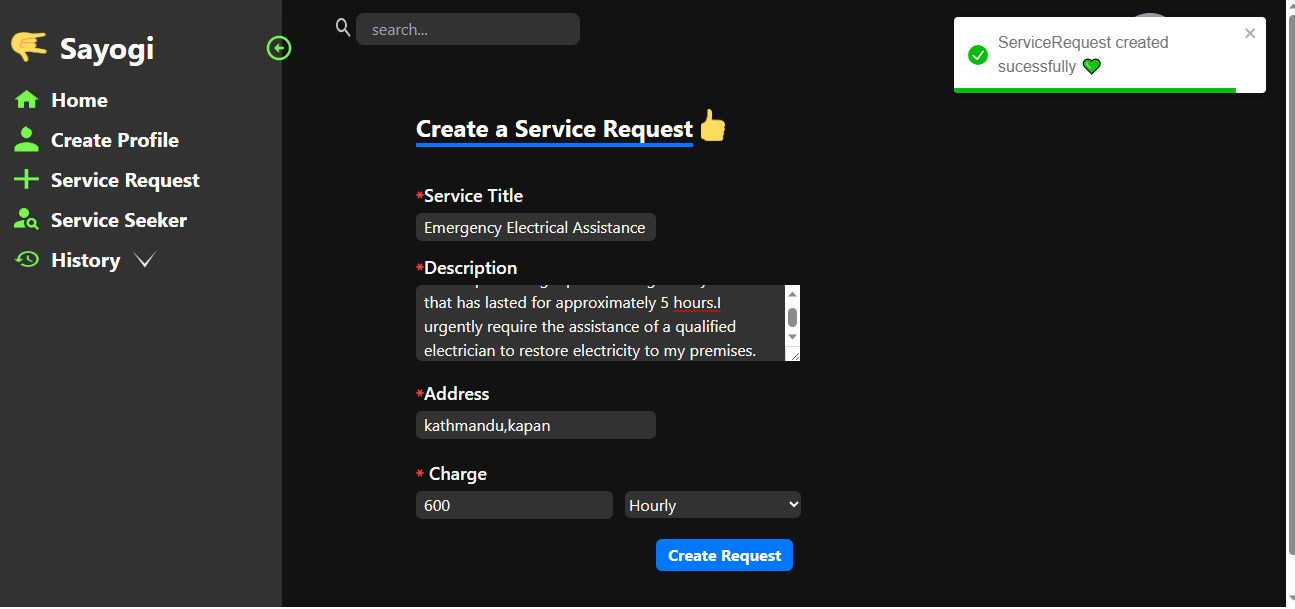 Sayogi
Home
Create Profile
Service Request
Service Seeker
History
search...
ServiceRequest created
sucessfully
Create a Service Request
*Service Title
Emergency Electrical Assistance
*Description
that has lasted for approximately 5 hours.I
urgently require the assistance of a qualified
electrician to restore electricity to my premises.
*Address
kathmandu,kapan
* Charge
600
Hourly
Create Request